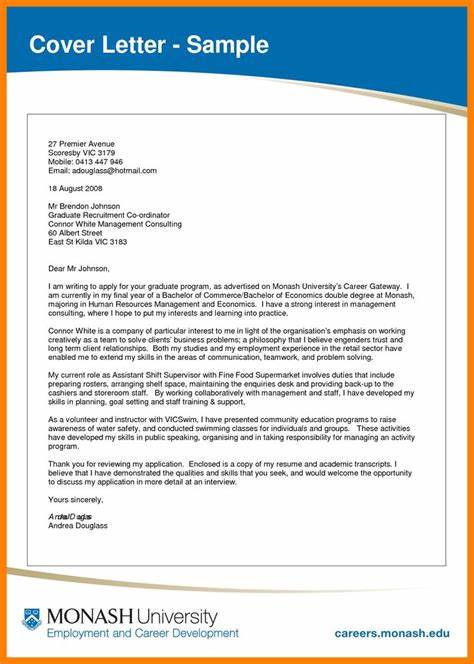 Cover Letter - Sample
27 Premier Avenue
Scoresby VIC 3179
Mobile: 0413 447 946
Email: adouglass@hotmail.com
18 August 2008
Mr Brendon Johnson
Graduate Recruitment Co-ordinator
Connor White Management Consulting
60 Albert Street
East St Kilda VIC 3183
Dear Mr Johnson,
I am writing to apply for your graduate program, as advertised on Monash University's Career Gateway. I
am currently in my final year of a Bachelor of Commerce/Bachelor of Economics double degree at Monash,
majoring in Human Resources Management and Economics. I have a strong interest in management
consulting, where I hope to put my interests and learning into practice.
Connor White is a company of particular interest to me in light of the organisation's emphasis on working
creatively as a team to solve clients' business problems; a philosophy that I believe engenders trust and
long term client relationships. Both my studies and my employment experience in the retail sector have
enabled me to extend my skills in the areas of communication, teamwork, and problem solving.
My current role as Assistant Shift Supervisor with Fine Food Supermarket involves duties that include
preparing rosters, arranging shelf space, maintaining the enquiries desk and providing back-up to the
cashiers and storeroom staff. By working collaboratively with management and staff, I have developed my
skills in planning, goal setting and staff training & support.
As a volunteer and instructor with VICSwim, I have presented community education programs to raise
awareness of water safety, and conducted swimming classes for individuals and groups. These activities
have developed my skills in public speaking, organising and in taking responsibility for managing an activity
program.
Thank you for reviewing my application. Enclosed is a copy of my resume and academic transcripts. I
believe that I have demonstrated the qualities and skills that you seek, and would welcome the opportunity
to discuss my application in more detail at an interview.
Yours sincerely,
Andrea Douglass
MONASH University
Employment and Career Development
careers.monash.edu